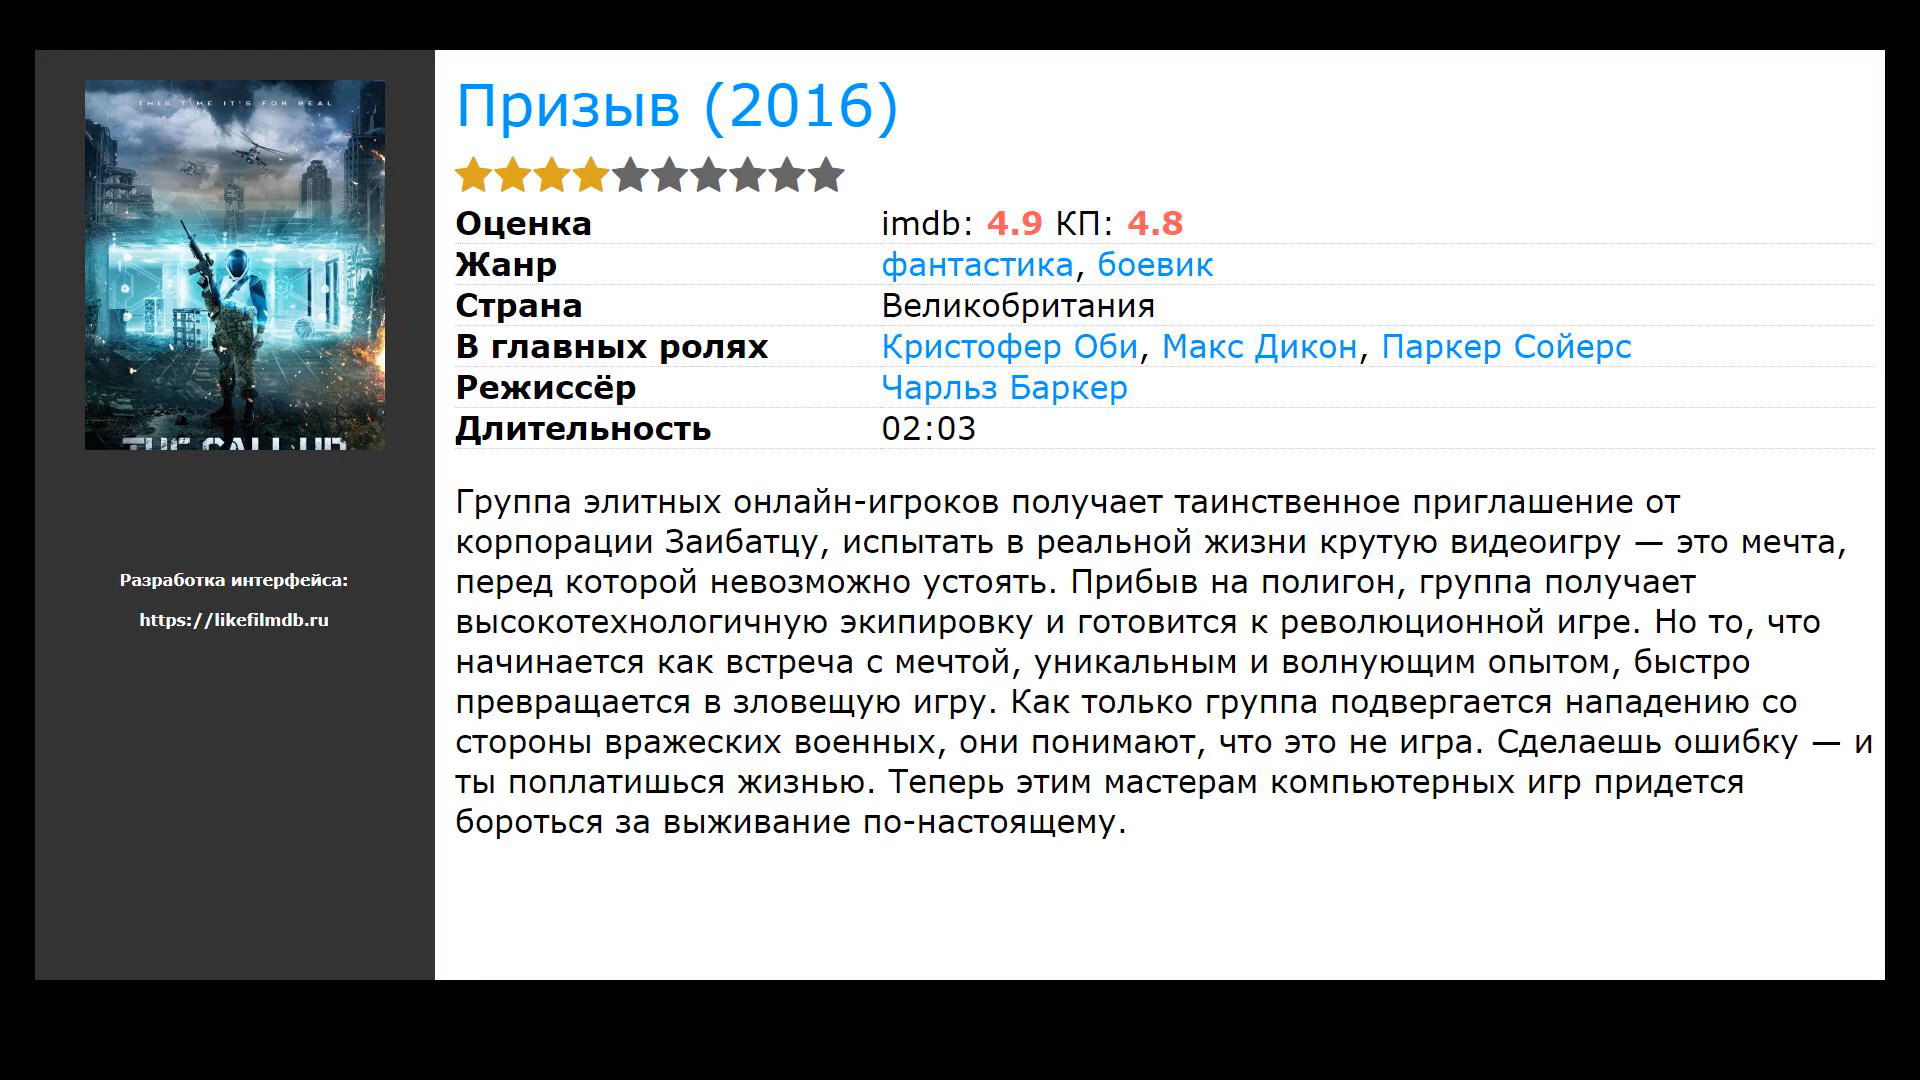 THIS TIME IT'S FOR REAL
THE CALL UP
Разработка интерфейса:
https://likefilmdb.ru
Призыв (2016)
Оценка imdb: 4.9 КП: 4.8
Жанр фантастика, боевик
Страна Великобритания
В главных ролях Кристофер Оби, Макс Дикон, Паркер Сойерс
Режиссёр Чарльз Баркер
Длительность 02:03
Группа элитных онлайн-игроков получает таинственное приглашение от
корпорации Заибатцу, испытать в реальной жизни крутую видеоигру — это мечта,
перед которой невозможно устоять. Прибыв на полигон, группа получает
высокотехнологичную экипировку и готовится к революционной игре. Но то, что
начинается как встреча с мечтой, уникальным и волнующим опытом, быстро
превращается в зловещую игру. Как только группа подвергается нападению со
стороны вражеских военных, они понимают, что это не игра. Сделаешь ошибку — и
ты поплатишься жизнью. Теперь этим мастерам компьютерных игр придется
бороться за выживание по-настоящему.